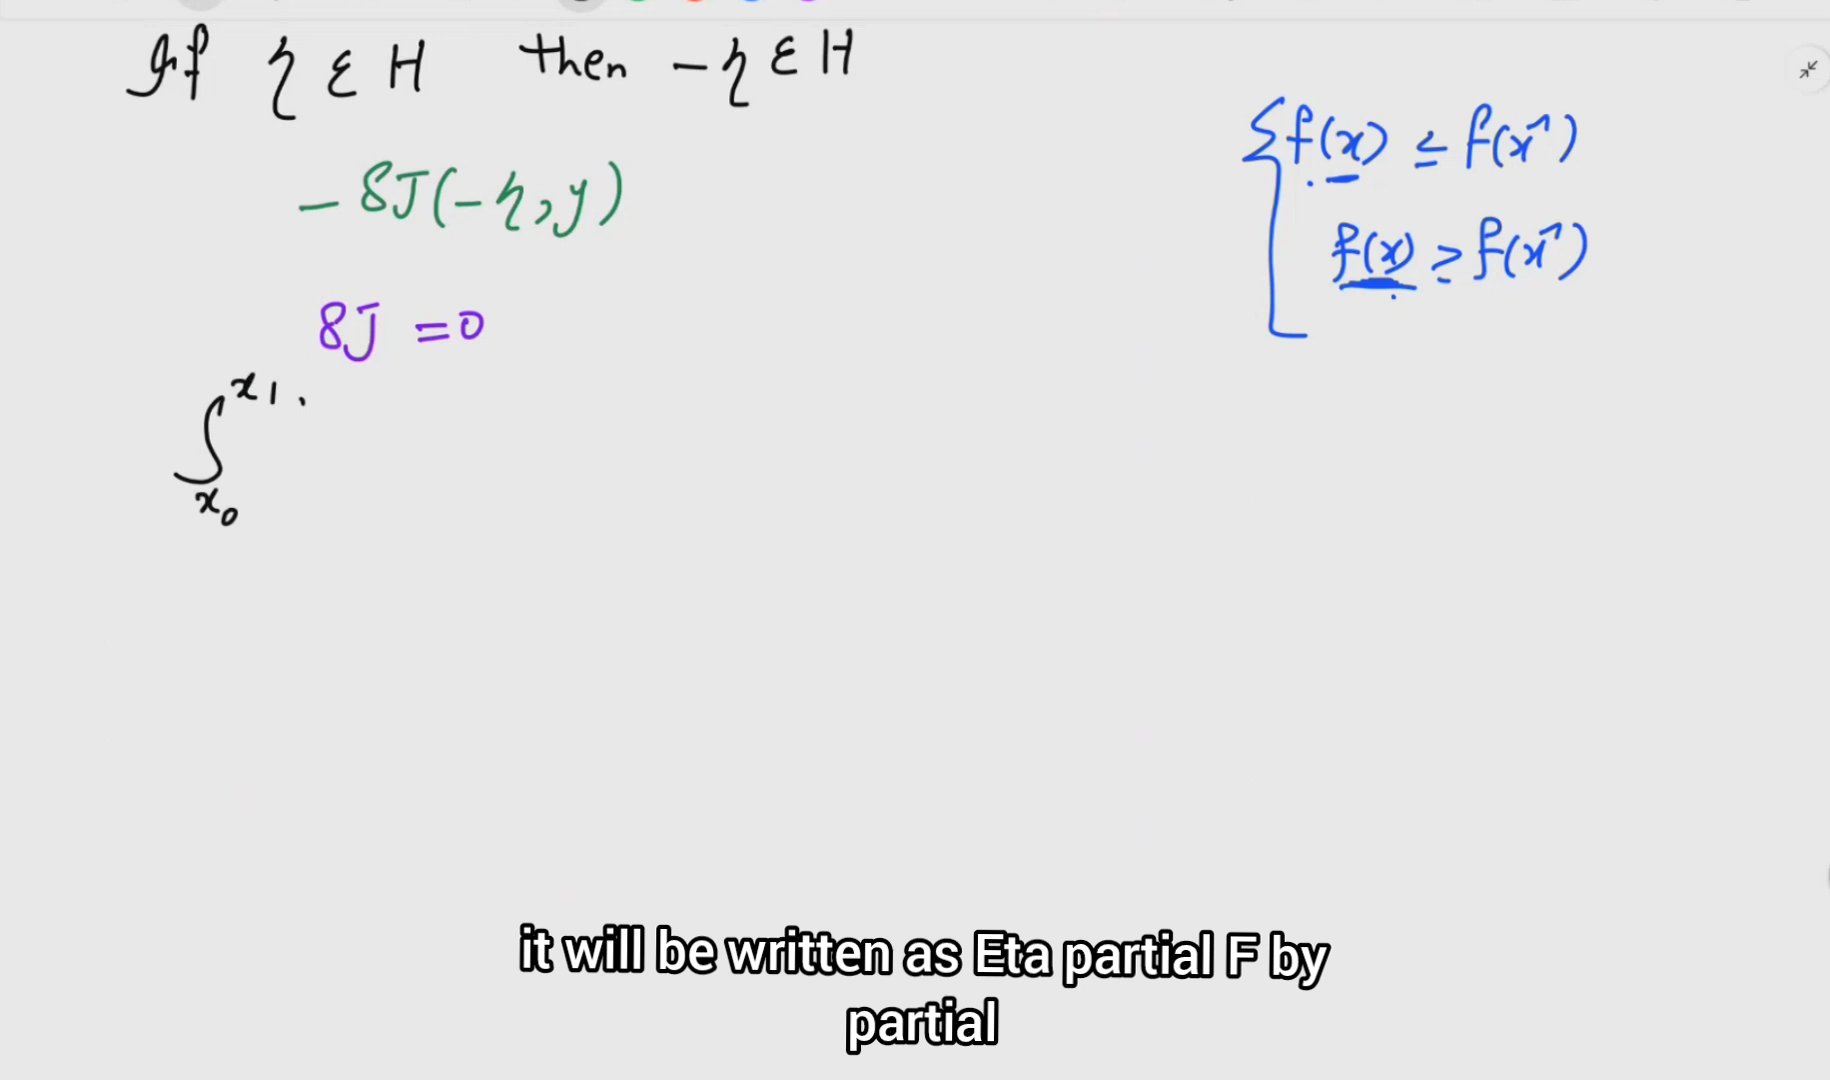 If η ε H then -η ε H
-δJ(-η, y)
δJ = 0
∫ x₁
x₀
{f(x) ≤ f(x^)
f(x) ≥ f(x^)
it will be written as Eta partial F by
partial